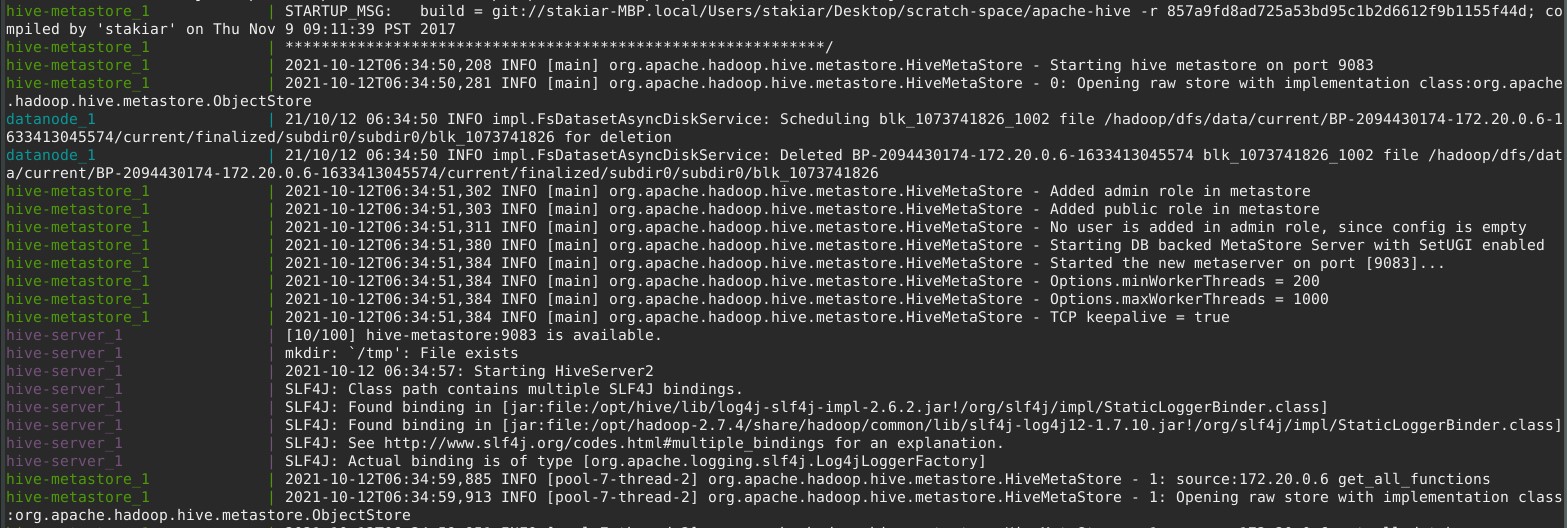 hive-metastore_1 | STARTUP_MSG: build = git://stakiar-MBP.local/Users/stakiar/Desktop/scratch-space/apache-hive -r 857a9fd8ad725a53bd95c1b2d6612f9b1155f44d; co
mpiled by 'stakiar' on Thu Nov 9 09:11:39 PST 2017
hive-metastore_1 | ************************************************************/
hive-metastore_1 | 2021-10-12T06:34:50,208 INFO [main] org.apache.hadoop.hive.metastore.HiveMetaStore - Starting hive metastore on port 9083
hive-metastore_1 | 2021-10-12T06:34:50,281 INFO [main] org.apache.hadoop.hive.metastore.HiveMetaStore - 0: Opening raw store with implementation class:org.apache
.hadoop.hive.metastore.ObjectStore
datanode_1 | 21/10/12 06:34:50 INFO impl.FsDatasetAsyncDiskService: Scheduling blk_1073741826_1002 file /hadoop/dfs/data/current/BP-2094430174-172.20.0.6-1
633413045574/current/finalized/subdir0/subdir0/blk_1073741826 for deletion
datanode_1 | 21/10/12 06:34:50 INFO impl.FsDatasetAsyncDiskService: Deleted BP-2094430174-172.20.0.6-1633413045574 blk_1073741826_1002 file /hadoop/dfs/dat
a/current/BP-2094430174-172.20.0.6-1633413045574/current/finalized/subdir0/subdir0/blk_1073741826
hive-metastore_1 | 2021-10-12T06:34:51,302 INFO [main] org.apache.hadoop.hive.metastore.HiveMetaStore - Added admin role in metastore
hive-metastore_1 | 2021-10-12T06:34:51,303 INFO [main] org.apache.hadoop.hive.metastore.HiveMetaStore - Added public role in metastore
hive-metastore_1 | 2021-10-12T06:34:51,311 INFO [main] org.apache.hadoop.hive.metastore.HiveMetaStore - No user is added in admin role, since config is empty
hive-metastore_1 | 2021-10-12T06:34:51,380 INFO [main] org.apache.hadoop.hive.metastore.HiveMetaStore - Starting DB backed MetaStore Server with SetUGI enabled
hive-metastore_1 | 2021-10-12T06:34:51,384 INFO [main] org.apache.hadoop.hive.metastore.HiveMetaStore - Started the new metaserver on port [9083]...
hive-metastore_1 | 2021-10-12T06:34:51,384 INFO [main] org.apache.hadoop.hive.metastore.HiveMetaStore - Options.minWorkerThreads = 200
hive-metastore_1 | 2021-10-12T06:34:51,384 INFO [main] org.apache.hadoop.hive.metastore.HiveMetaStore - Options.maxWorkerThreads = 1000
hive-metastore_1 | 2021-10-12T06:34:51,384 INFO [main] org.apache.hadoop.hive.metastore.HiveMetaStore - TCP keepalive = true
hive-server_1 | [10/100] hive-metastore:9083 is available.
hive-server_1 | mkdir: `/tmp': File exists
hive-server_1 | 2021-10-12 06:34:57: Starting HiveServer2
hive-server_1 | SLF4J: Class path contains multiple SLF4J bindings.
hive-server_1 | SLF4J: Found binding in [jar:file:/opt/hive/lib/log4j-slf4j-impl-2.6.2.jar!/org/slf4j/impl/StaticLoggerBinder.class]
hive-server_1 | SLF4J: Found binding in [jar:file:/opt/hadoop-2.7.4/share/hadoop/common/lib/slf4j-log4j12-1.7.10.jar!/org/slf4j/impl/StaticLoggerBinder.class]
hive-server_1 | SLF4J: See http://www.slf4j.org/codes.html#multiple_bindings for an explanation.
hive-server_1 | SLF4J: Actual binding is of type [org.apache.logging.slf4j.Log4jLoggerFactory]
hive-metastore_1 | 2021-10-12T06:34:59,885 INFO [pool-7-thread-2] org.apache.hadoop.hive.metastore.HiveMetaStore - 1: source:172.20.0.6 get_all_functions
hive-metastore_1 | 2021-10-12T06:34:59,913 INFO [pool-7-thread-2] org.apache.hadoop.hive.metastore.HiveMetaStore - 1: Opening raw store with implementation class
:org.apache.hadoop.hive.metastore.ObjectStore